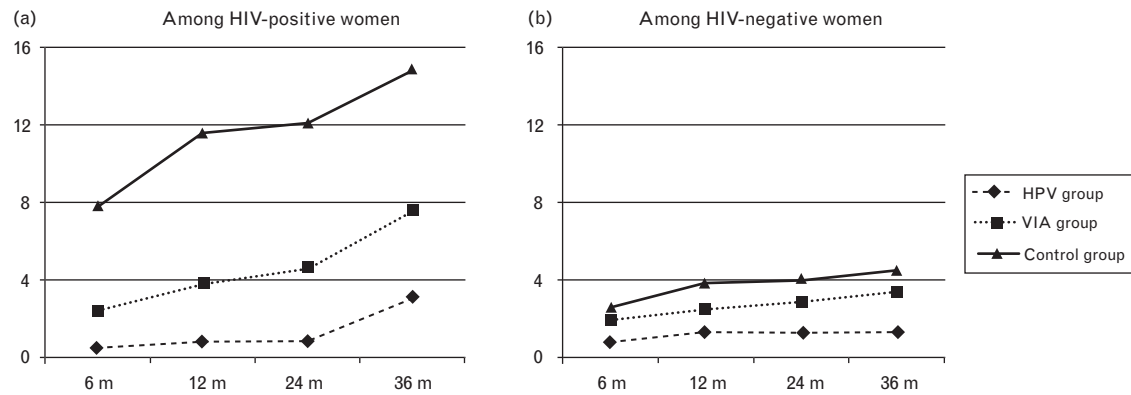 (a) Among HIV-positive women
16
12
8
4
0
6 m 12 m 24 m 36 m
(b) Among HIV-negative women
16
12
8
4
0
6 m 12 m 24 m 36 m
HPV group
VIA group
Control group